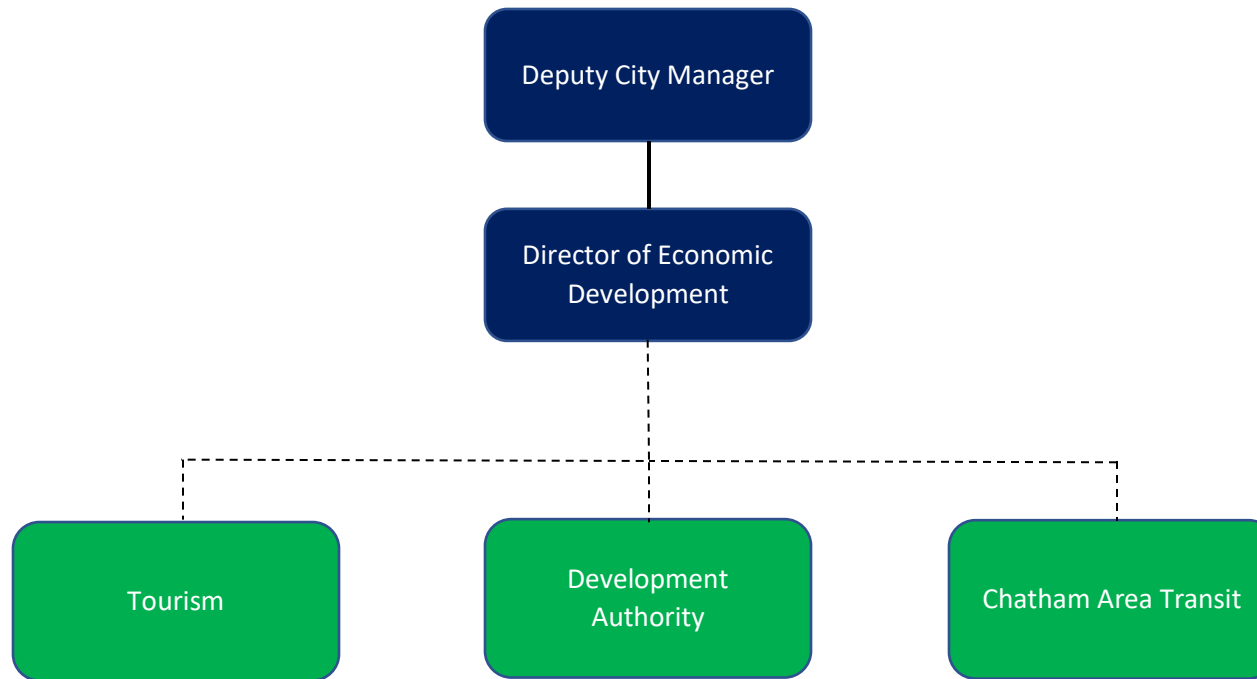 Deputy City Manager
Director of Economic
Development
Tourism
Development
Authority
Chatham Area Transit